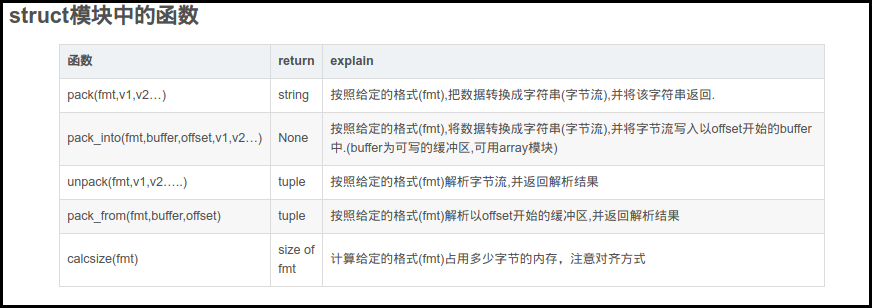 struct模块中的函数
函数 return explain
pack(fmt,v1,v2…) string 按照给定的格式(fmt),把数据转换成字符串(字节流),并将该字符串返回.
pack_into(fmt,buffer,offset,v1,v2…) None 按照给定的格式(fmt),将数据转换成字符串(字节流),并将字节流写入以offset开始的buffer
中.(buffer为可写的缓冲区,可用array模块)
unpack(fmt,v1,v2…..) tuple 按照给定的格式(fmt)解析字节流,并返回解析结果
pack_from(fmt,buffer,offset) tuple 按照给定的格式(fmt)解析以offset开始的缓冲区,并返回解析结果
calcsize(fmt) size of
fmt 计算给定的格式(fmt)占用多少字节的内存，注意对齐方式